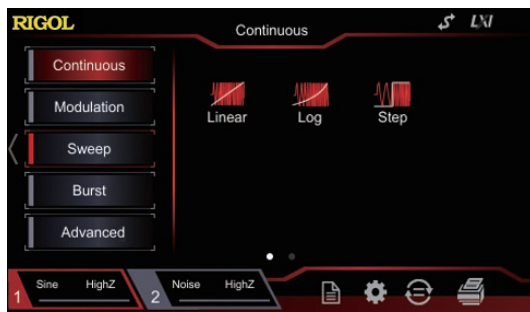 RIGOL
Continuous
LXI
Continuous
Modulation
Sweep
Burst
Advanced
Linear
Log
Step
1
Sine
HighZ
2
Noise
HighZ